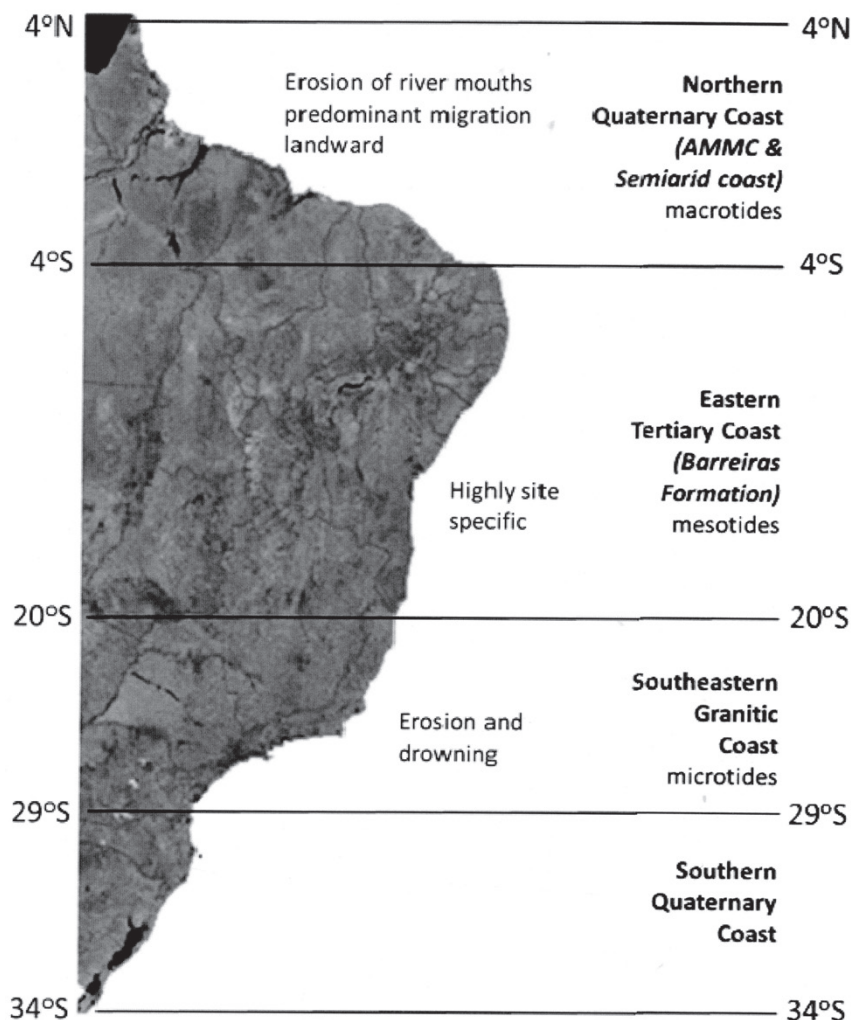 4°N
4°N
Erosion of river mouths
predominant migration
landward
Northern
Quaternary Coast
(AMMC &
Semiarid coast)
macrotides
4°S
4°S
Eastern
Tertiary Coast
(Barreiras
Formation)
mesotides
Highly site
specific
20°S
20°S
Southeastern
Granitic
Coast
microtides
Erosion and
drowning
29°S
29°S
Southern
Quaternary
Coast
34°S
34°S